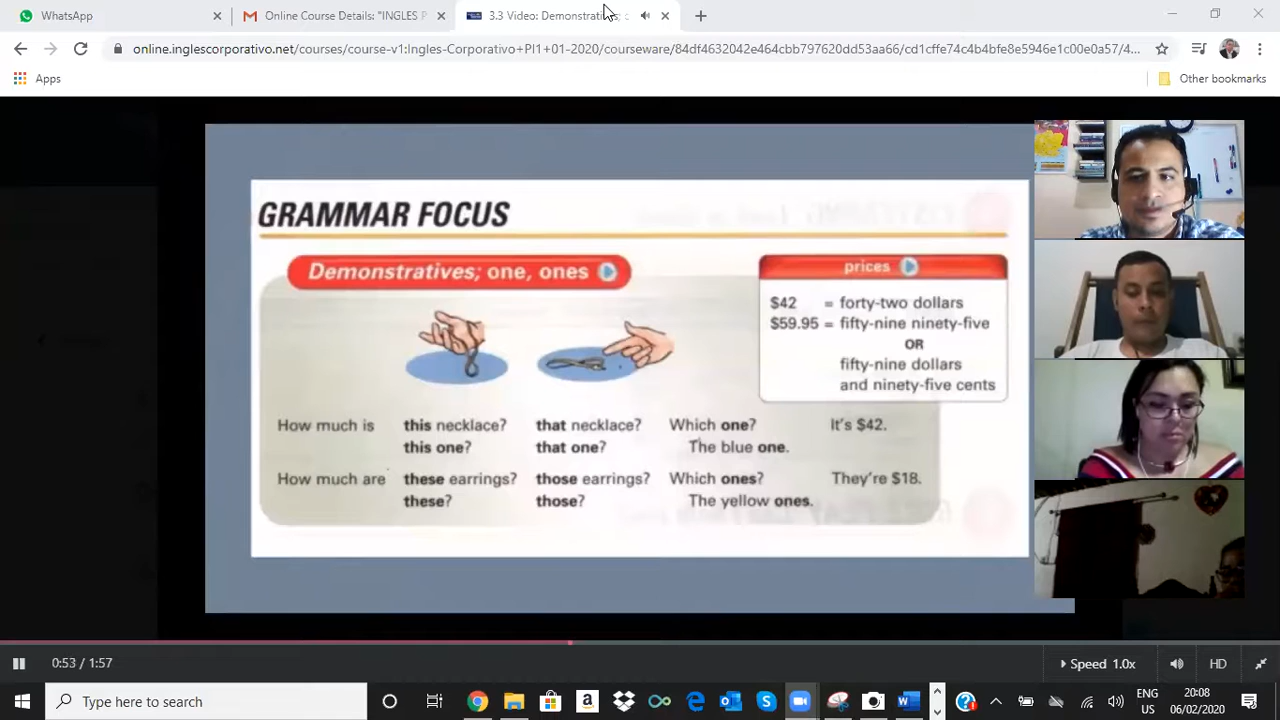 WhatsApp
Online Course Details: "INGLES P
3.3 Video: Demonstratives;
online.inglescorporativo.net/courses/course-v1:Ingles-Corporativo+PI1+01-2020/courseware/84df4632042e464cbb797620dd53aa66/cd1cffe74c4b4bfe8e5946e1c00e0a57/4...
Apps
Other bookmarks
GRAMMAR FOCUS
Demonstratives; one, ones
prices
$42 = forty-two dollars
$59.95 = fifty-nine ninety-five
OR
fifty-nine dollars
and ninety-five cents
How much is this necklace? that necklace? Which one? It's $42.
this one? that one? The blue one.
How much are these earrings? those earrings? Which ones? They're $18.
these? those? The yellow ones.
0:53 / 1:57
Speed 1.0x
HD
Type here to search
ENG
US
20:08
06/02/2020